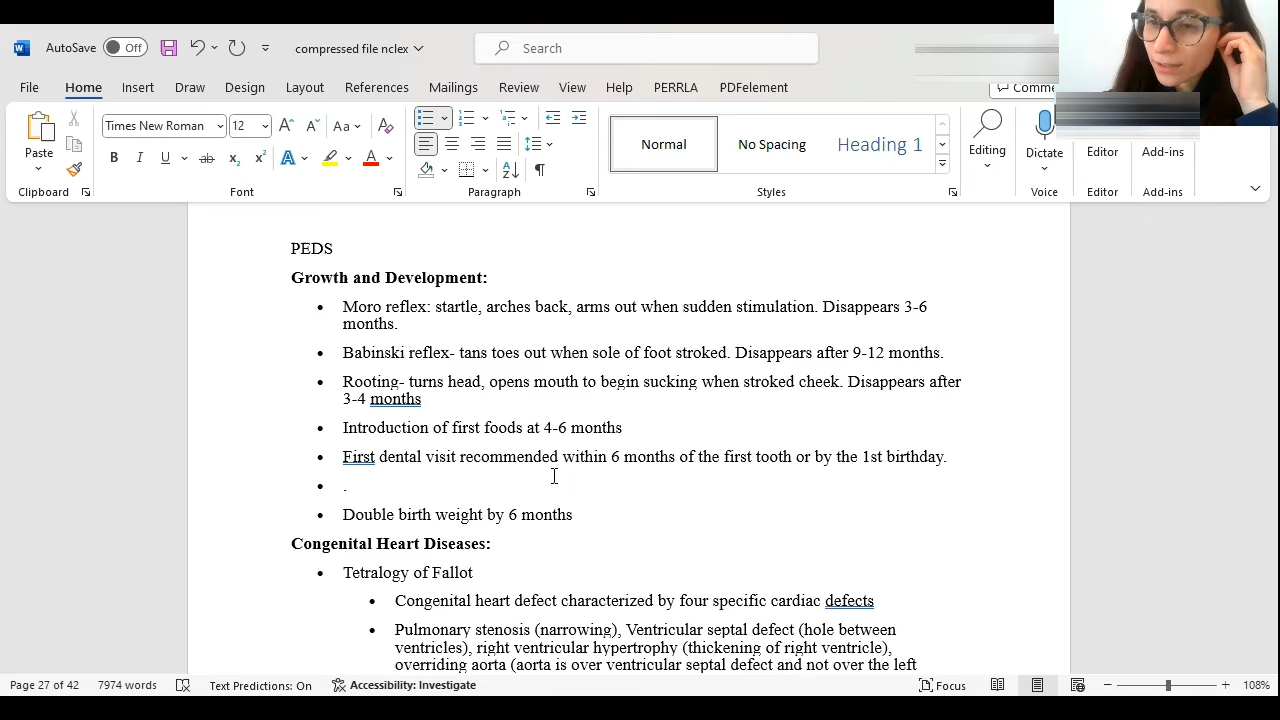 AutoSave Off compressed file nclex Search
File Home Insert Draw Design Layout References Mailings Review View Help PERRLA PDFelement
Times New Roman 12 Aa
Paste Normal No Spacing Heading 1 Editing Dictate Editor Add-ins
Clipboard Font Paragraph Styles Voice Editor Add-ins
PEDS
Growth and Development:
• Moro reflex: startle, arches back, arms out when sudden stimulation. Disappears 3-6
months.
• Babinski reflex- tans toes out when sole of foot stroked. Disappears after 9-12 months.
• Rooting- turns head, opens mouth to begin sucking when stroked cheek. Disappears after
3-4 months
• Introduction of first foods at 4-6 months
• First dental visit recommended within 6 months of the first tooth or by the 1st birthday.
• .
• Double birth weight by 6 months
Congenital Heart Diseases:
• Tetralogy of Fallot
• Congenital heart defect characterized by four specific cardiac defects
• Pulmonary stenosis (narrowing), Ventricular septal defect (hole between
ventricles), right ventricular hypertrophy (thickening of right ventricle),
overriding aorta (aorta is over ventricular septal defect and not over the left
Page 27 of 42 7974 words Text Predictions: On Accessibility: Investigate Focus 108%